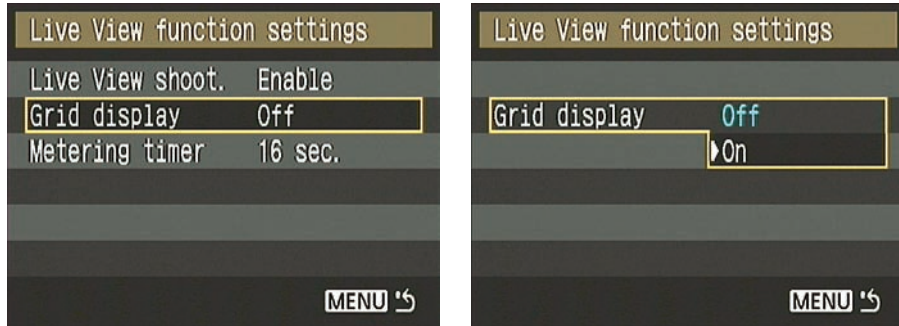 Live View function settings
Live View shoot. Enable
Grid display Off
Metering timer 16 sec.
MENU
Live View function settings
Grid display Off
On
MENU